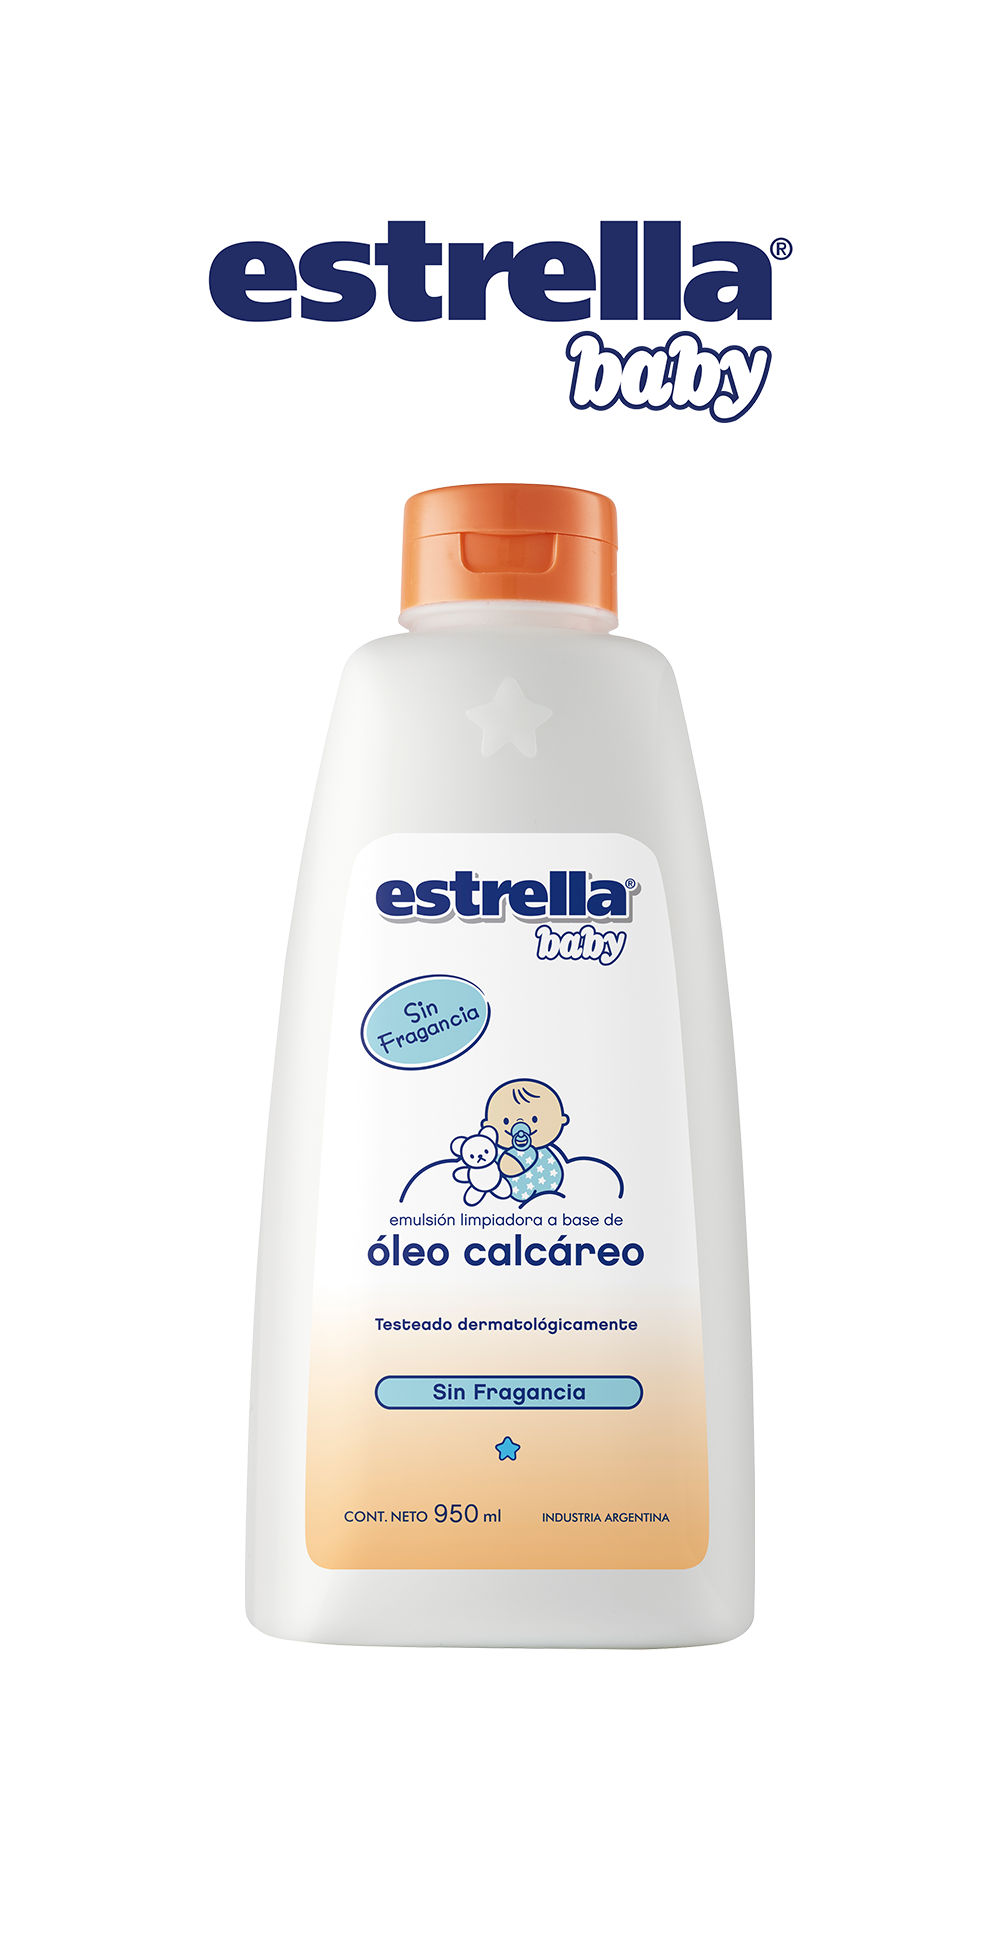 estrella®
baby
estrella®
baby
Sin
Fragancia
emulsión limpiadora a base de
óleo calcáreo
Testeado dermatológicamente
Sin Fragancia
CONT. NETO 950 ml INDUSTRIA ARGENTINA